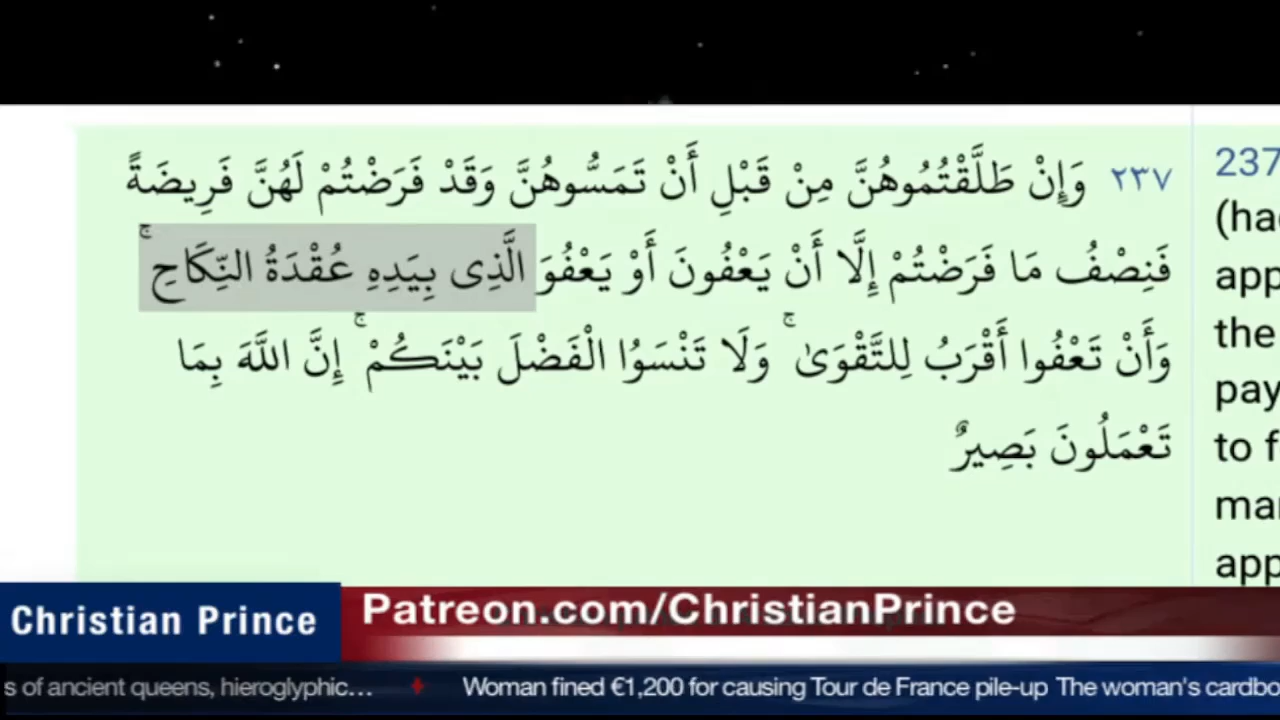 ٢٣٧ وَإِنْ طَلَّقْتُمُوهُنَّ مِنْ قَبْلِ أَنْ تَمَسُّوهُنَّ وَقَدْ فَرَضْتُمْ لَهُنَّ فَرِيضَةً
فَنِصْفُ مَا فَرَضْتُمْ إِلَّا أَنْ يَعْفُونَ أَوْ يَعْفُوَ الَّذِى بِيَدِهِ عُقْدَةُ النِّكَاحِ ۚ
وَأَنْ تَعْفُوا أَقْرَبُ لِلتَّقْوَىٰ ۚ وَلَا تَنْسَوُا الْفَضْلَ بَيْنَكُمْ ۚ إِنَّ اللَّهَ بِمَا
تَعْمَلُونَ بَصِيرٌ
237
(ha
app
the
pay
to f
mar
app
Christian Prince
Patreon.com/ChristianPrince
s of ancient queens, hieroglyphic... Woman fined €1,200 for causing Tour de France pile-up The woman's cardbo